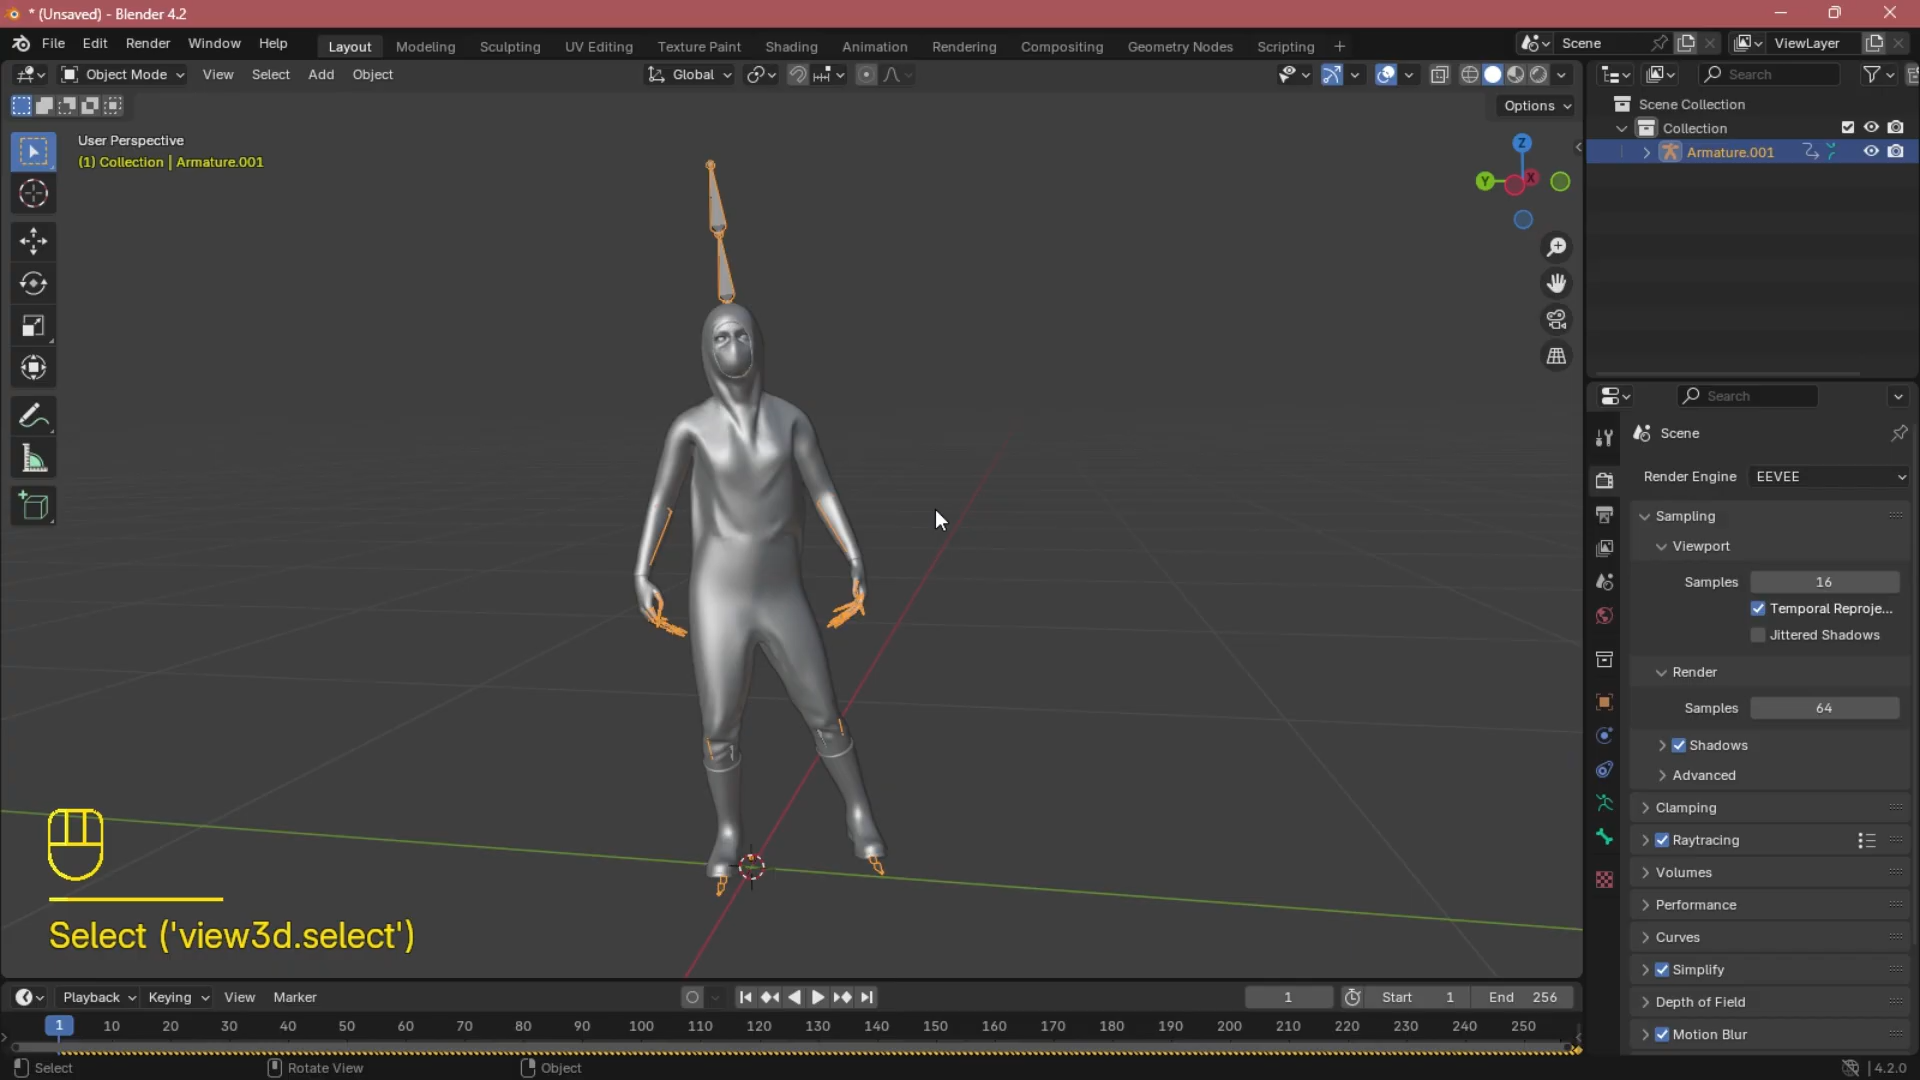 * (Unsaved) - Blender 4.2
File Edit Render Window Help Layout Modeling Sculpting UV Editing Texture Paint Shading Animation Rendering Compositing Geometry Nodes Scripting + Scene ViewLayer
Object Mode View Select Add Object Global Search
Options
Scene Collection
Collection
Armature.001
User Perspective
(1) Collection | Armature.001
Z
Y X
Search
Scene
Render Engine EEVEE
Sampling
Viewport
Samples 16
Temporal Reproje...
Jittered Shadows
Render
Samples 64
Shadows
Advanced
Clamping
Raytracing
Volumes
Performance
Curves
Simplify
Depth of Field
Motion Blur
Select ('view3d.select')
Playback Keying View Marker 1 Start 1 End 256
1 10 20 30 40 50 60 70 80 90 100 110 120 130 140 150 160 170 180 190 200 210 220 230 240 250
Select Rotate View Object 4.2.0